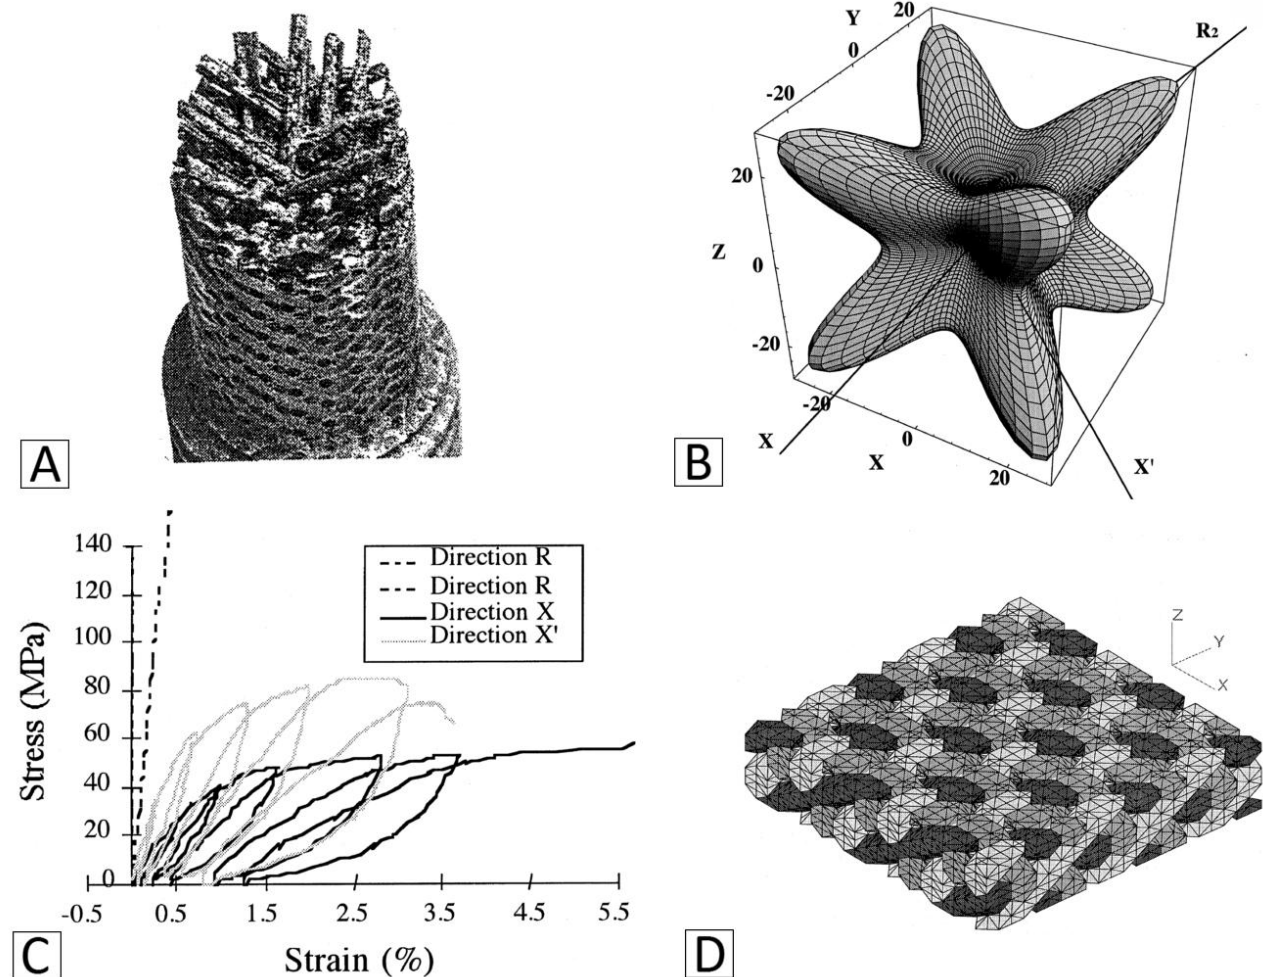 A
Y
20
0
-20
R2
20
Z
0
-20
-20
0
20
X
X
X'
B
140
120
100
80
60
40
20
0
-0.5 0.5 1.5 2.5 3.5 4.5 5.5
Stress (MPa)
Strain (%)
Direction R
Direction R
Direction X
Direction X'
C
Z
Y
X
D